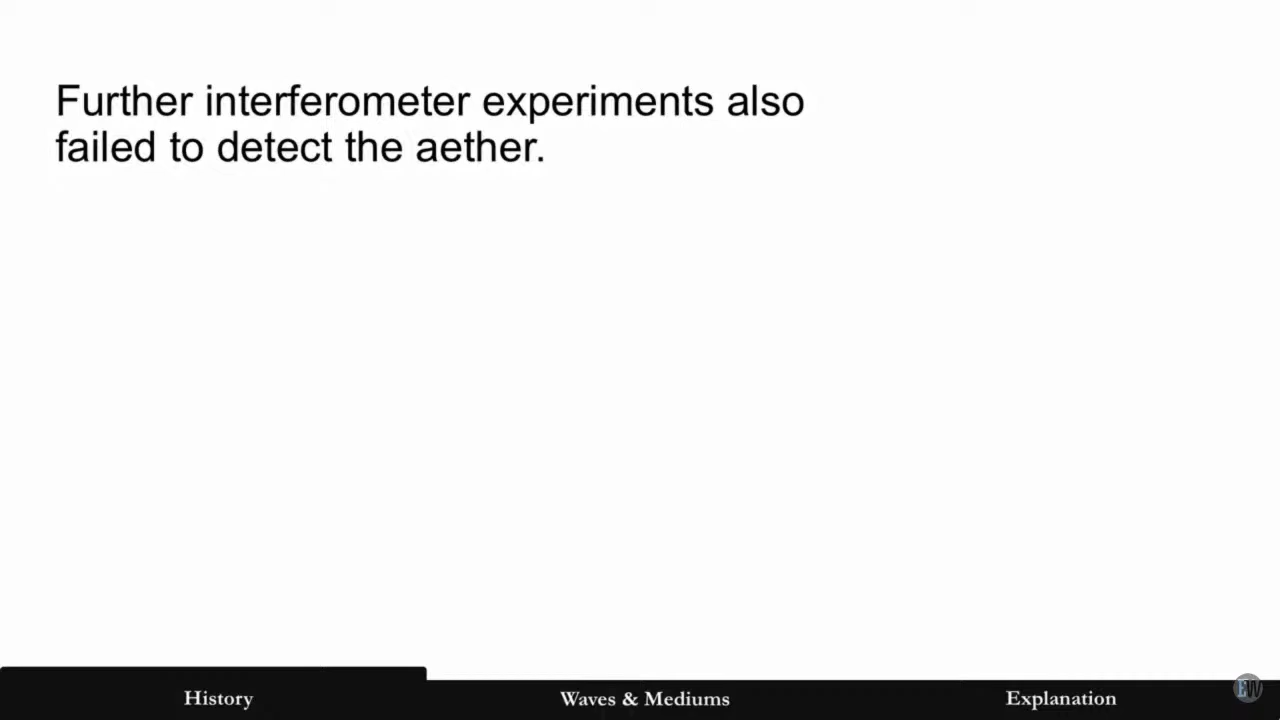 Further interferometer experiments also
failed to detect the aether.
History
Waves & Mediums
Explanation